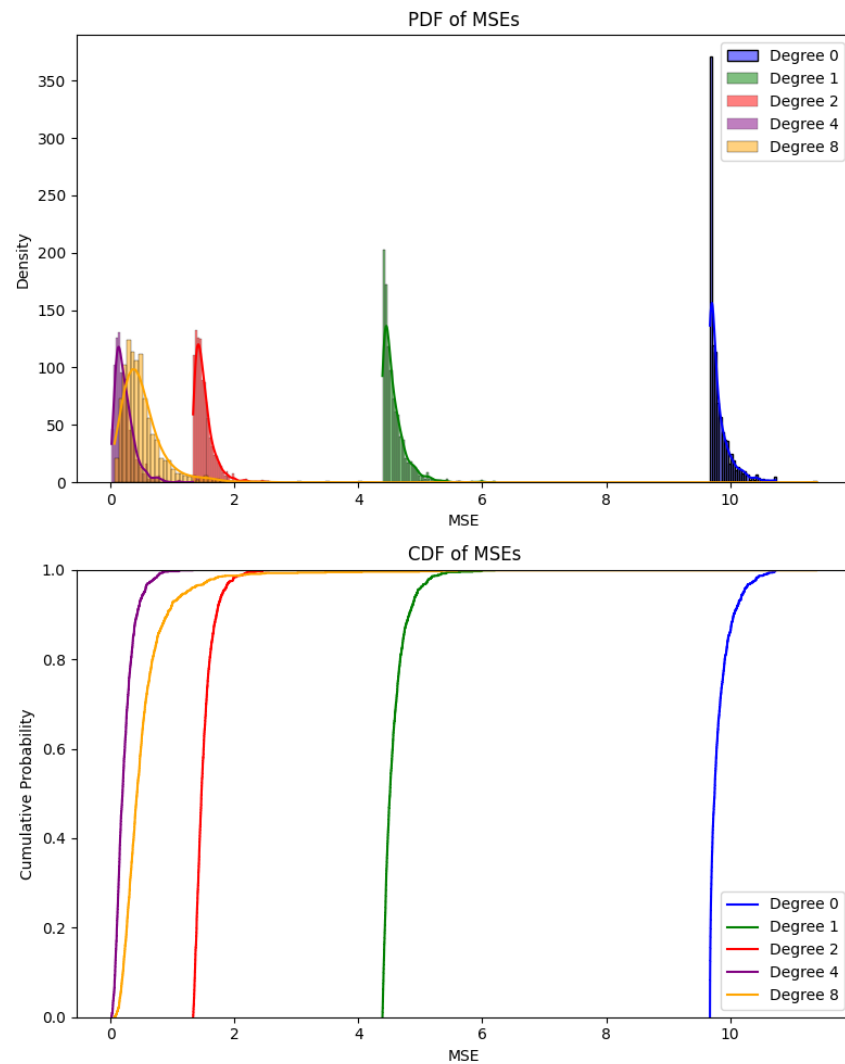 PDF of MSEs
350
300
250
200
150
100
50
0
Density
0 2 4 6 8 10
MSE
Degree 0
Degree 1
Degree 2
Degree 4
Degree 8
CDF of MSEs
1.0
0.8
0.6
0.4
0.2
0.0
Cumulative Probability
0 2 4 6 8 10
MSE
Degree 0
Degree 1
Degree 2
Degree 4
Degree 8